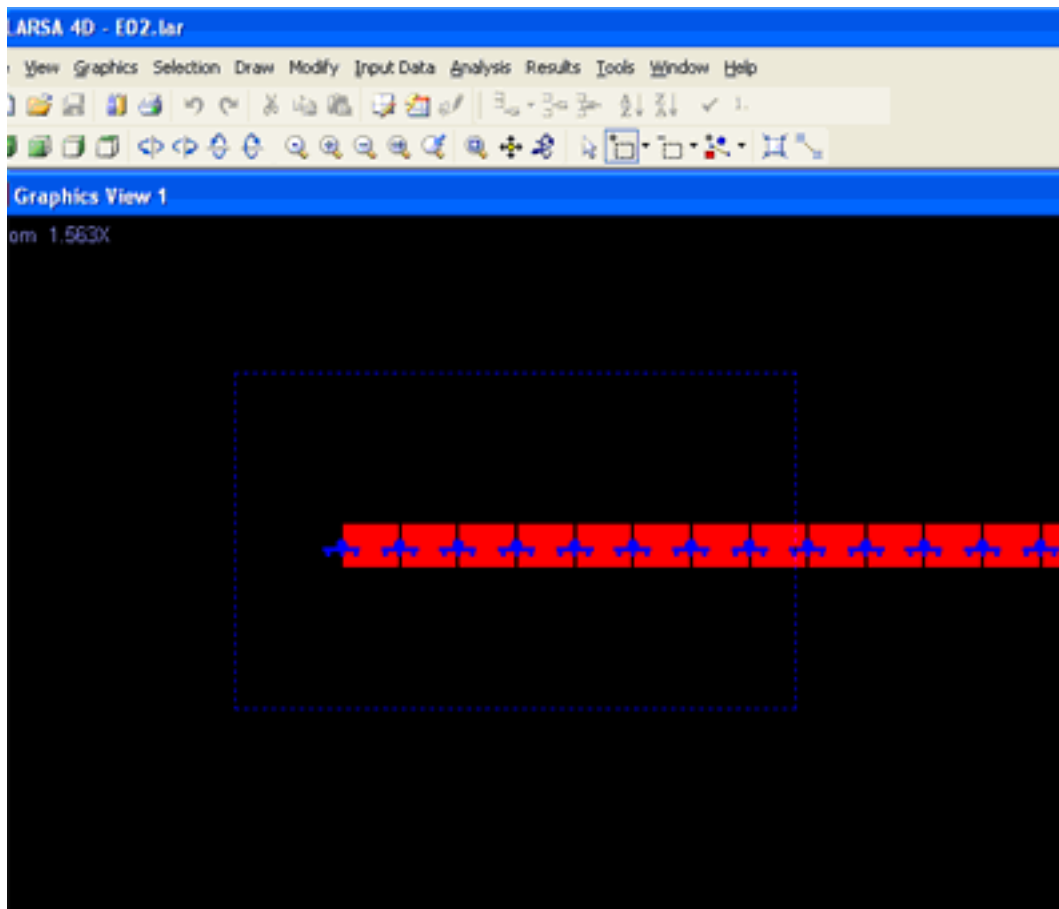 LARSA 4D - ED2.lar
View Graphics Selection Draw Modify Input Data Analysis Results Tools Window Help
Graphics View 1
om 1.563X